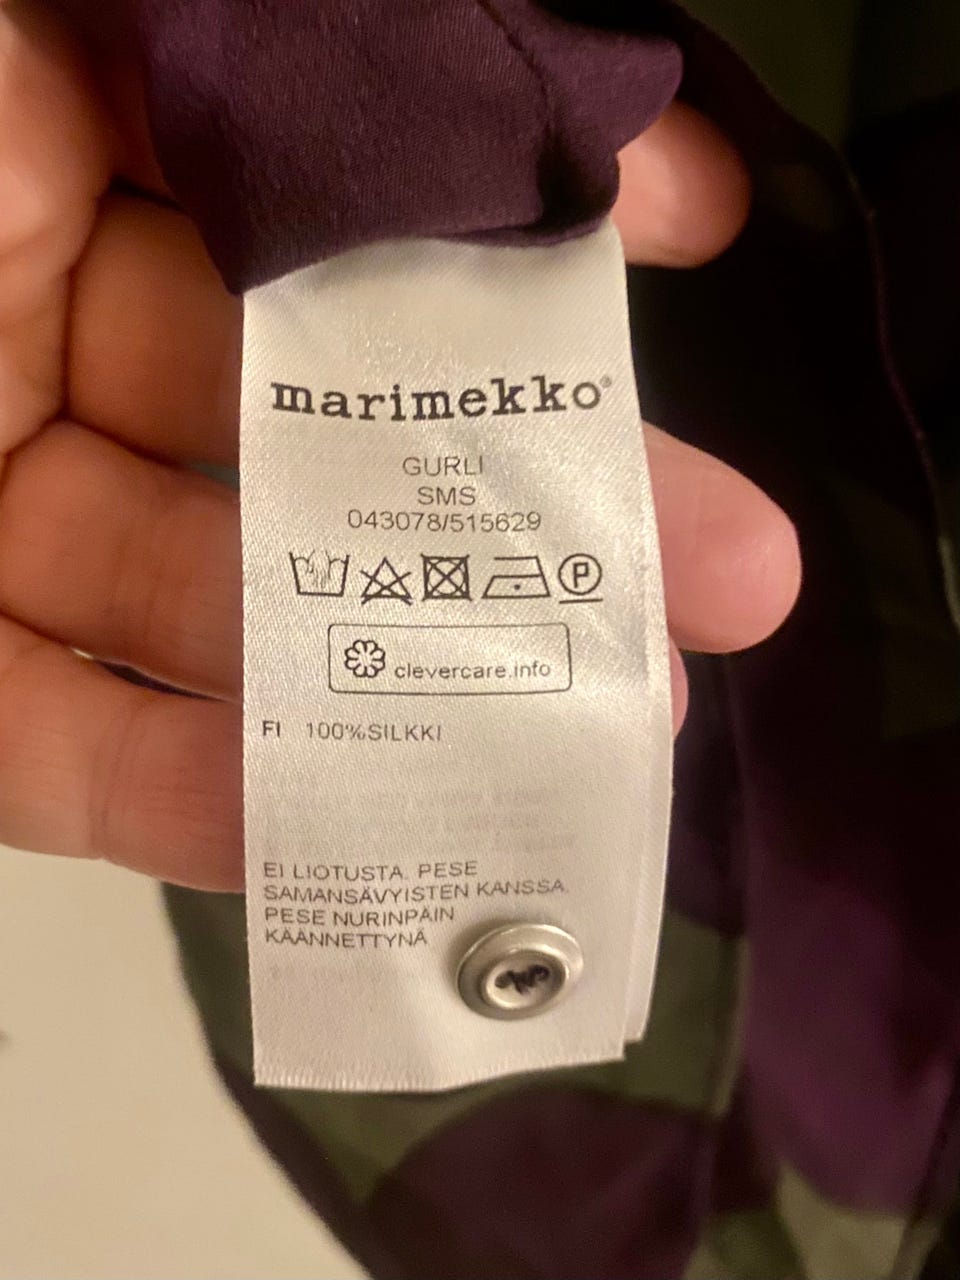 marimekko®
GURLI
SMS
043078/515629
P
clevercare.info
FI 100%SILKKI
EI LIOTUSTA. PESE
SAMANSÄVYISTEN KANSSA.
PESE NURINPÄIN
KÄÄNNETTYNÄ